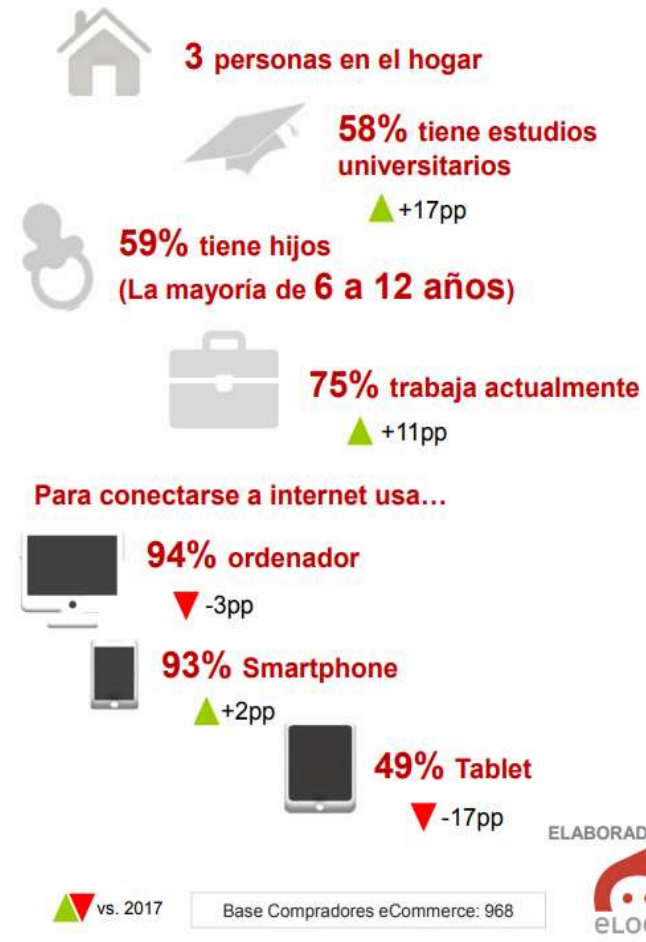 3 personas en el hogar
58% tiene estudios
universitarios
+17pp
59% tiene hijos
(La mayoría de 6 a 12 años)
75% trabaja actualmente
+11pp
Para conectarse a internet usa…
94% ordenador
-3pp
93% Smartphone
+2pp
49% Tablet
-17pp
ELABORAD
eLo
vs. 2017
Base Compradores eCommerce: 968